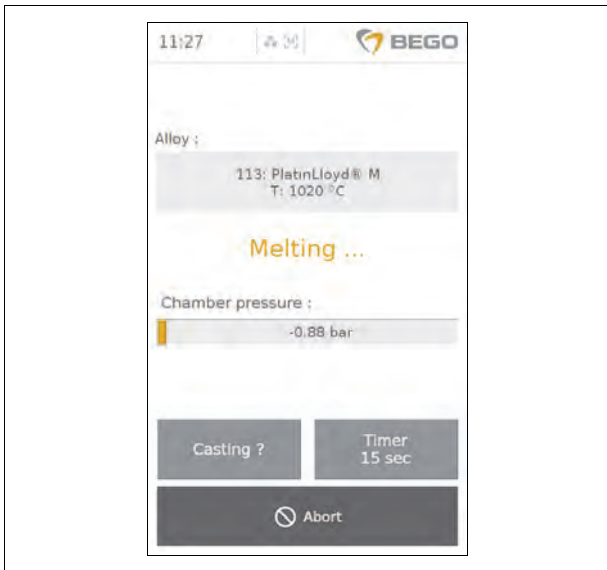 11:27
BEGO
Alloy :
113: PlatinLloyd® M
T: 1020 °C
Melting ...
Chamber pressure :
-0.88 bar
Casting ?
Timer
15 sec
Abort